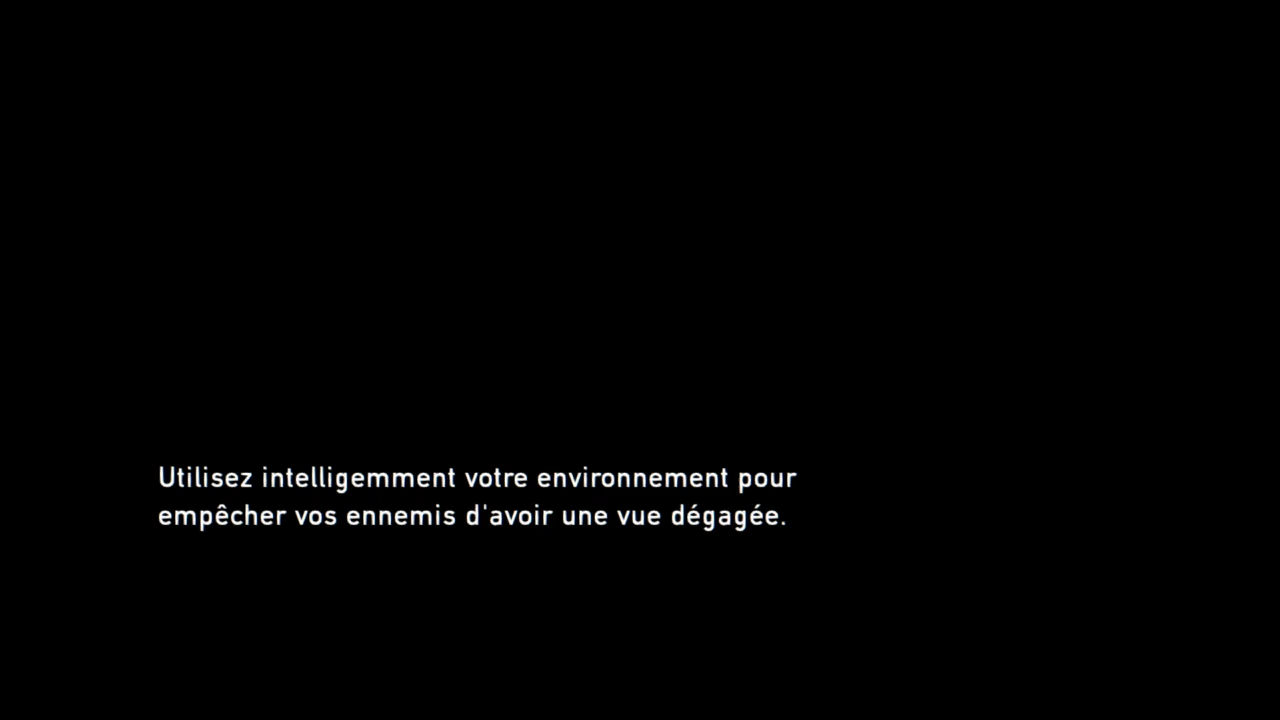 Utilisez intelligemment votre environnement pour
empêcher vos ennemis d'avoir une vue dégagée.